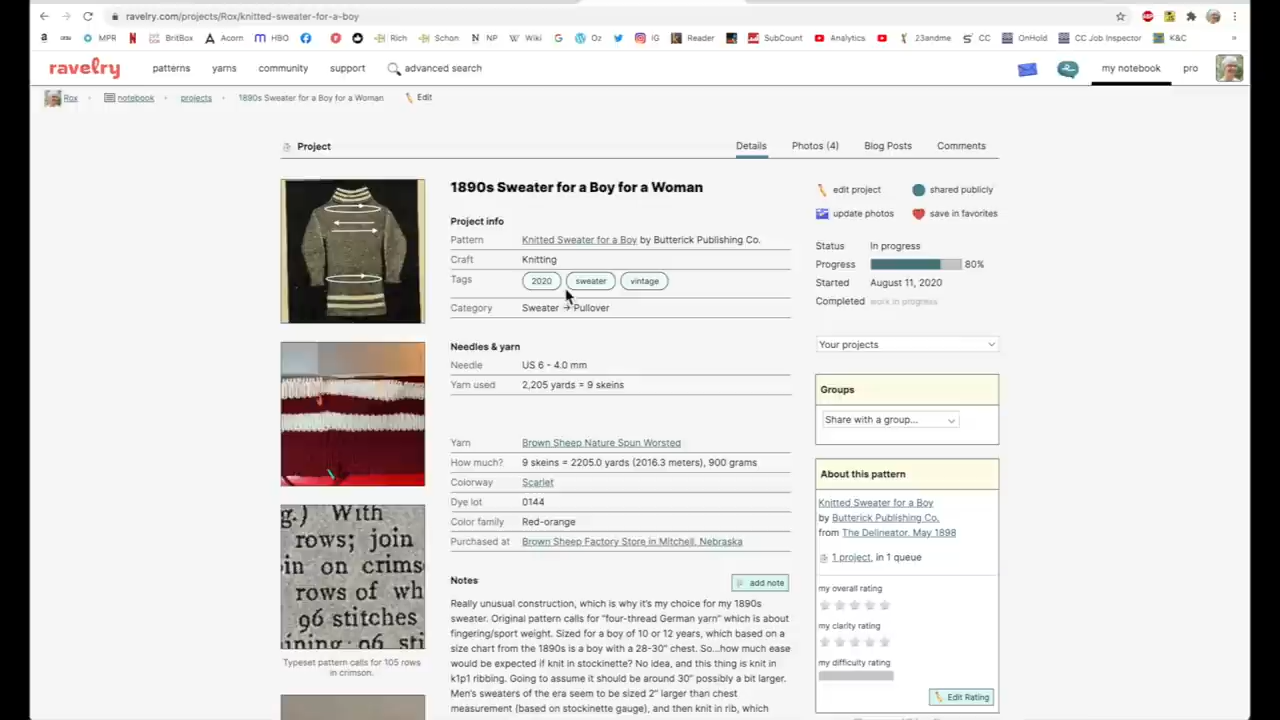 ravelry.com/projects/Rox/knitted-sweater-for-a-boy
MPR BritBox Acorn HBO Rich Schon NP Wiki Oz IG Reader SubCount Analytics 23andme CC OnHold CC Job Inspector K&C
ravelry patterns yarns community support advanced search my notebook pro
Rox notebook projects 1890s Sweater for a Boy for a Woman Edit
Project Details Photos (4) Blog Posts Comments
1890s Sweater for a Boy for a Woman
Project info
Pattern Knitted Sweater for a Boy by Butterick Publishing Co.
Craft Knitting
Tags 2020 sweater vintage
Category Sweater → Pullover
Needles & yarn
Needle US 6 - 4.0 mm
Yarn used 2,205 yards = 9 skeins
Yarn Brown Sheep Nature Spun Worsted
How much? 9 skeins = 2205.0 yards (2016.3 meters), 900 grams
Colorway Scarlet
Dye lot 0144
Color family Red-orange
Purchased at Brown Sheep Factory Store in Mitchell, Nebraska
Notes add note
Really unusual construction, which is why it's my choice for my 1890s
sweater. Original pattern calls for "four-thread German yarn" which is about
fingering/sport weight. Sized for a boy of 10 or 12 years, which based on a
size chart from the 1890s is a boy with a 28-30" chest. So...how much ease
would be expected if knit in stockinette? No idea, and this thing is knit in
k1p1 ribbing. Going to assume it should be around 30" possibly a bit larger.
Men's sweaters of the era seem to be sized 2" larger than chest
measurement (based on stockinette gauge), and then knit in rib, which
g.) With
rows; join
in on crims
rows of wh
96 stitches
Typeset pattern calls for 105 rows
in crimson.
edit project shared publicly
update photos save in favorites
Status In progress
Progress 80%
Started August 11, 2020
Completed work in progress
Your projects
Groups
Share with a group...
About this pattern
Knitted Sweater for a Boy
by Butterick Publishing Co.
from The Delineator, May 1898
1 project, in 1 queue
my overall rating
my clarity rating
my difficulty rating
Edit Rating